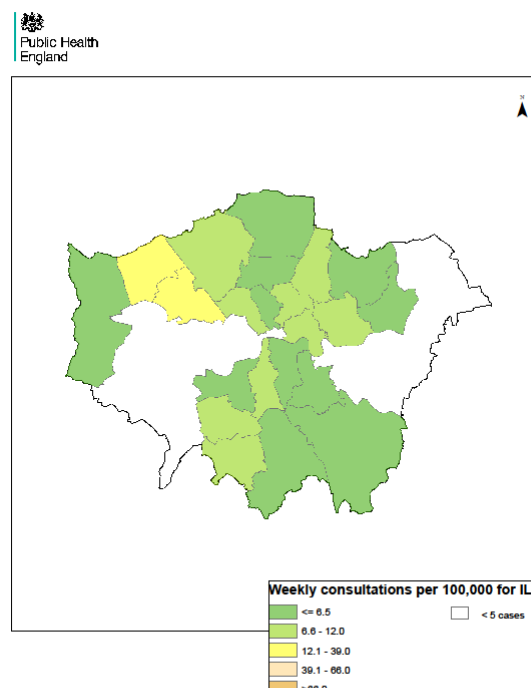 Public Health
England
N
Weekly consultations per 100,000 for IL
<= 6.5
< 5 cases
6.6 - 12.0
12.1 - 39.0
39.1 - 66.0